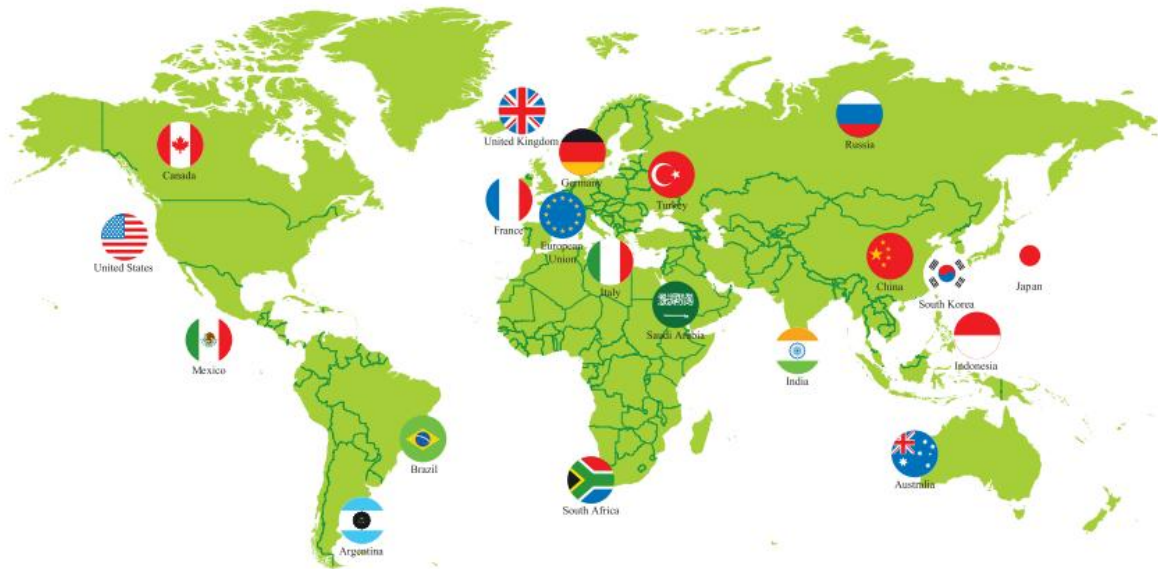 United Kingdom
Russia
Canada
Germany
Turkey
France
European
Union
United States
Italy
China
South Korea
Japan
Saudi Arabia
Mexico
India
Indonesia
Brazil
Australia
South Africa
Argentina